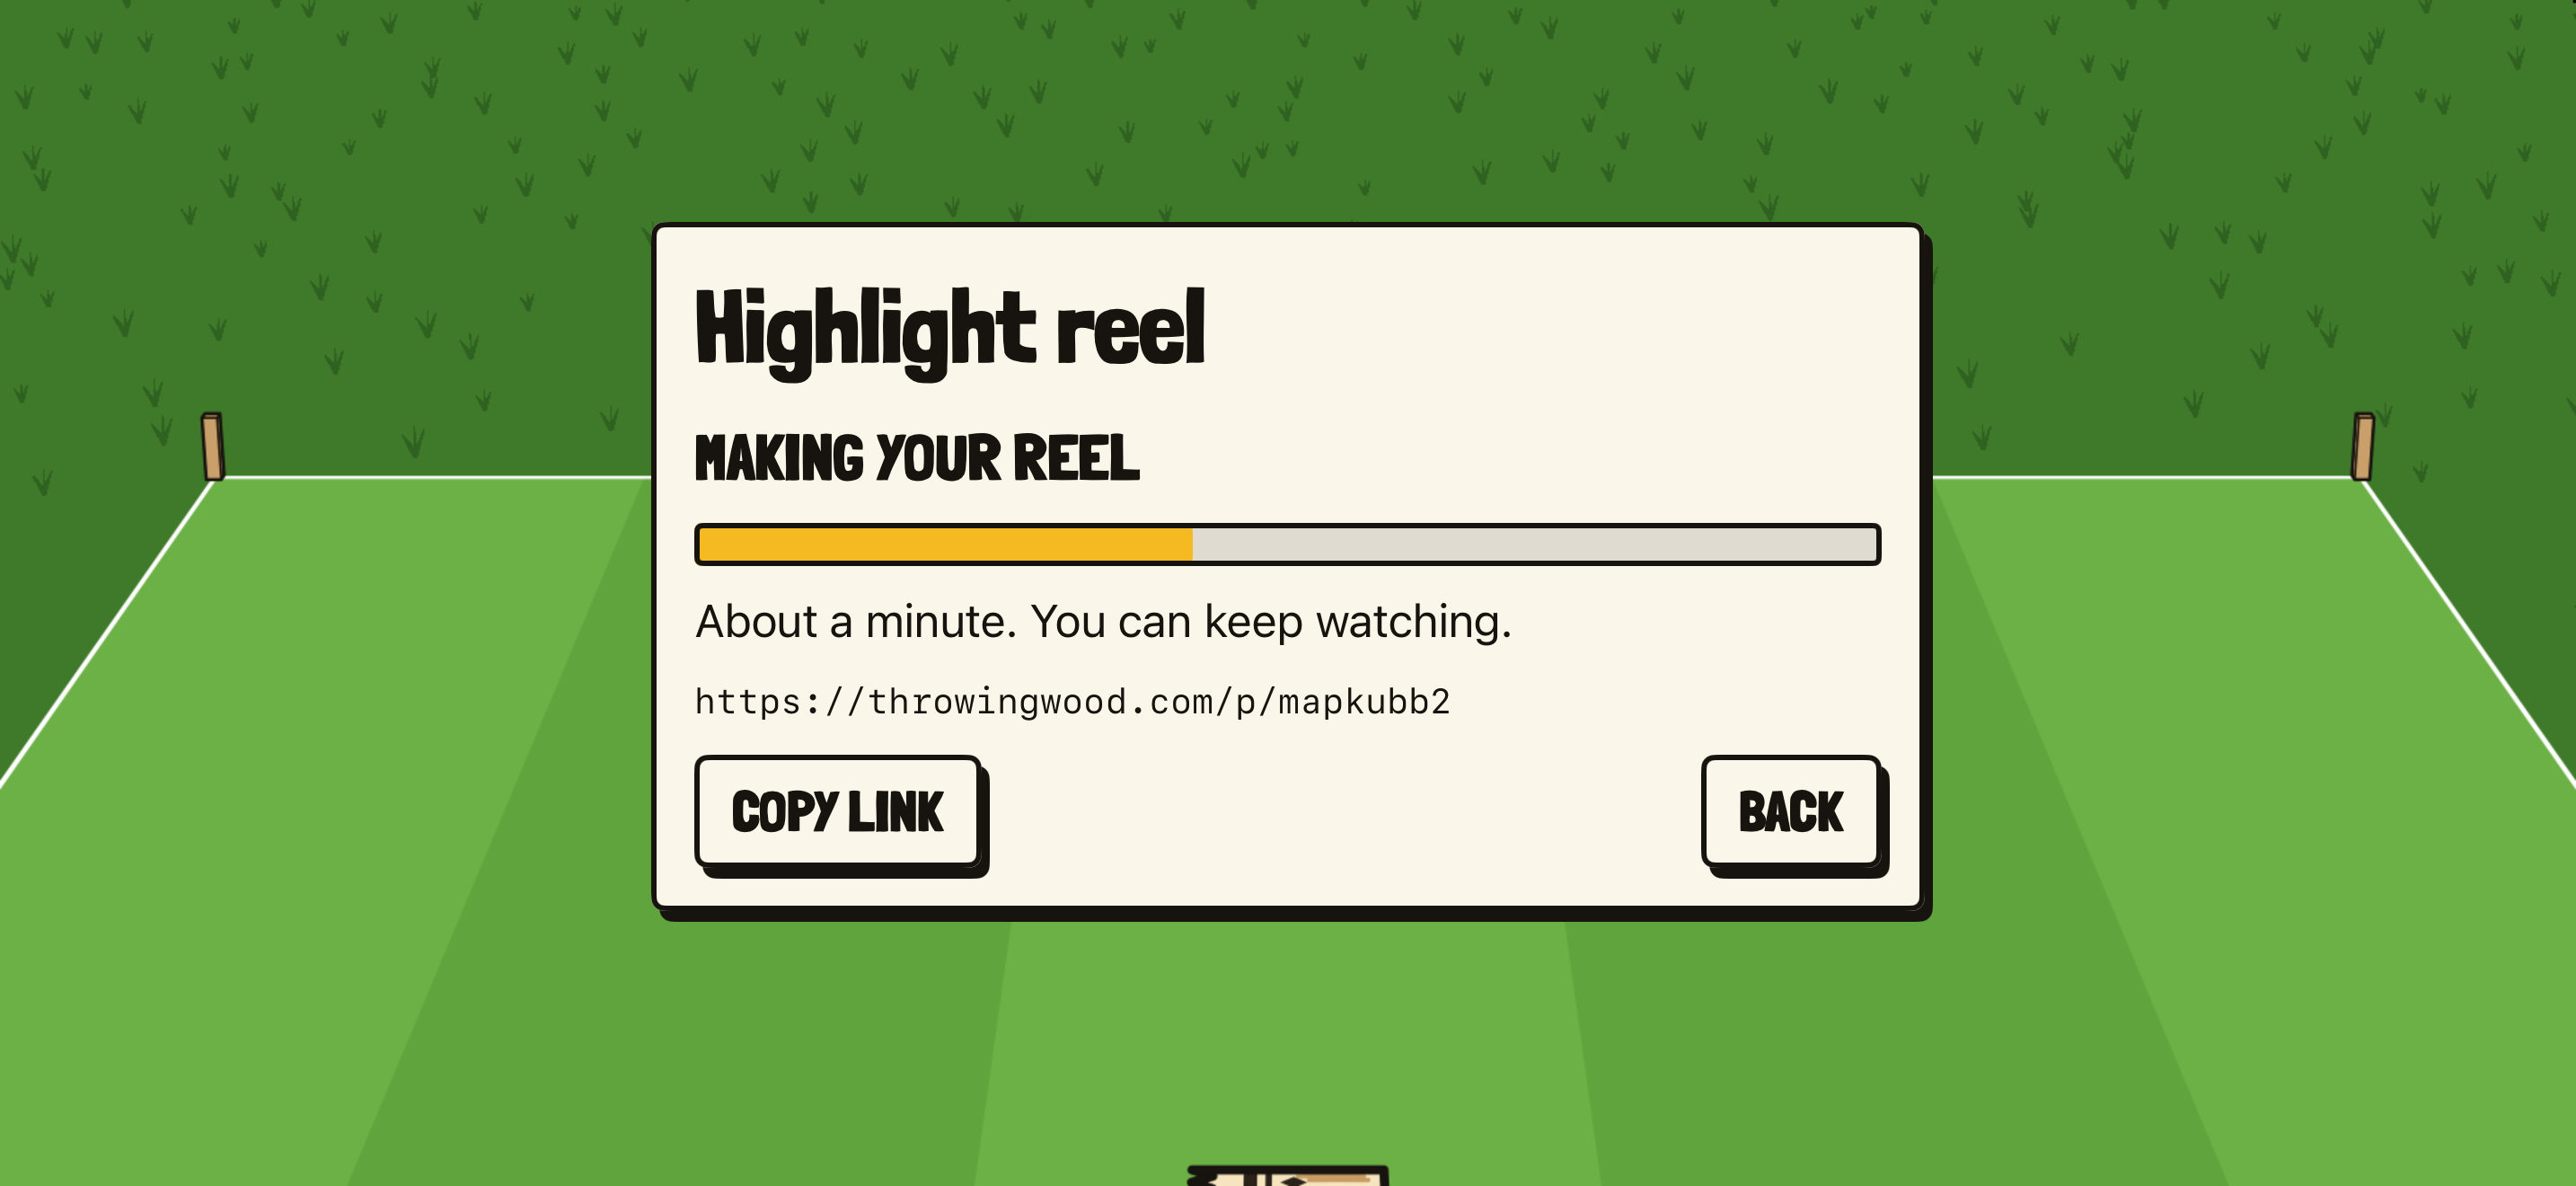 Highlight reel
MAKING YOUR REEL
About a minute. You can keep watching.
https://throwingwood.com/p/mapkubb2
COPY LINK
BACK